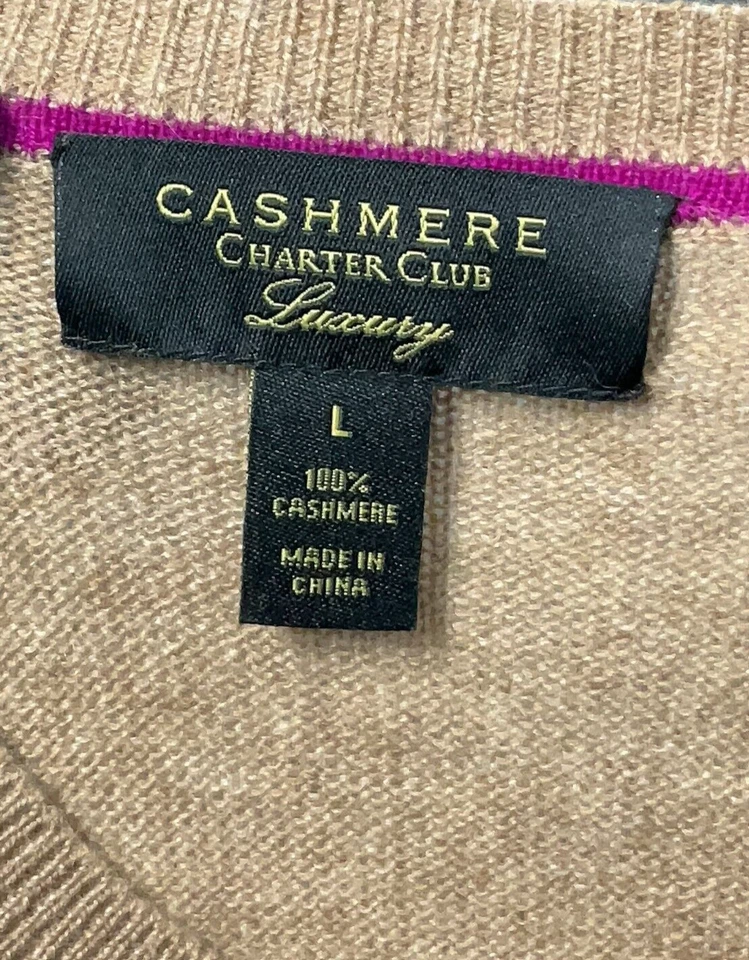 CASHMERE
CHARTER CLUB
Luxury
L
100%
CASHMERE
MADE IN
CHINA